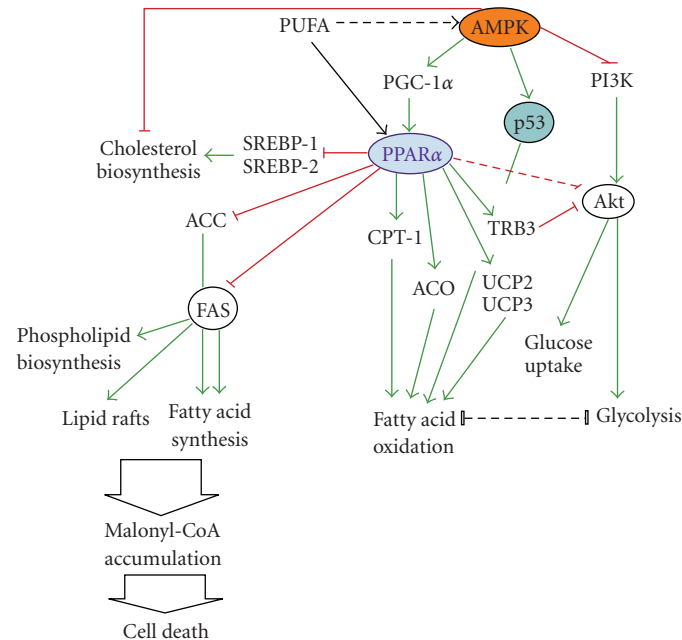 PUFA
AMPK
PGC-1α
PI3K
p53
Cholesterol
biosynthesis
SREBP-1
SREBP-2
PPARα
Akt
ACC
CPT-1
TRB3
ACO
UCP2
UCP3
FAS
Phospholipid
biosynthesis
Glucose
uptake
Lipid rafts
Fatty acid
synthesis
Fatty acid
oxidation
Glycolysis
Malonyl-CoA
accumulation
Cell death